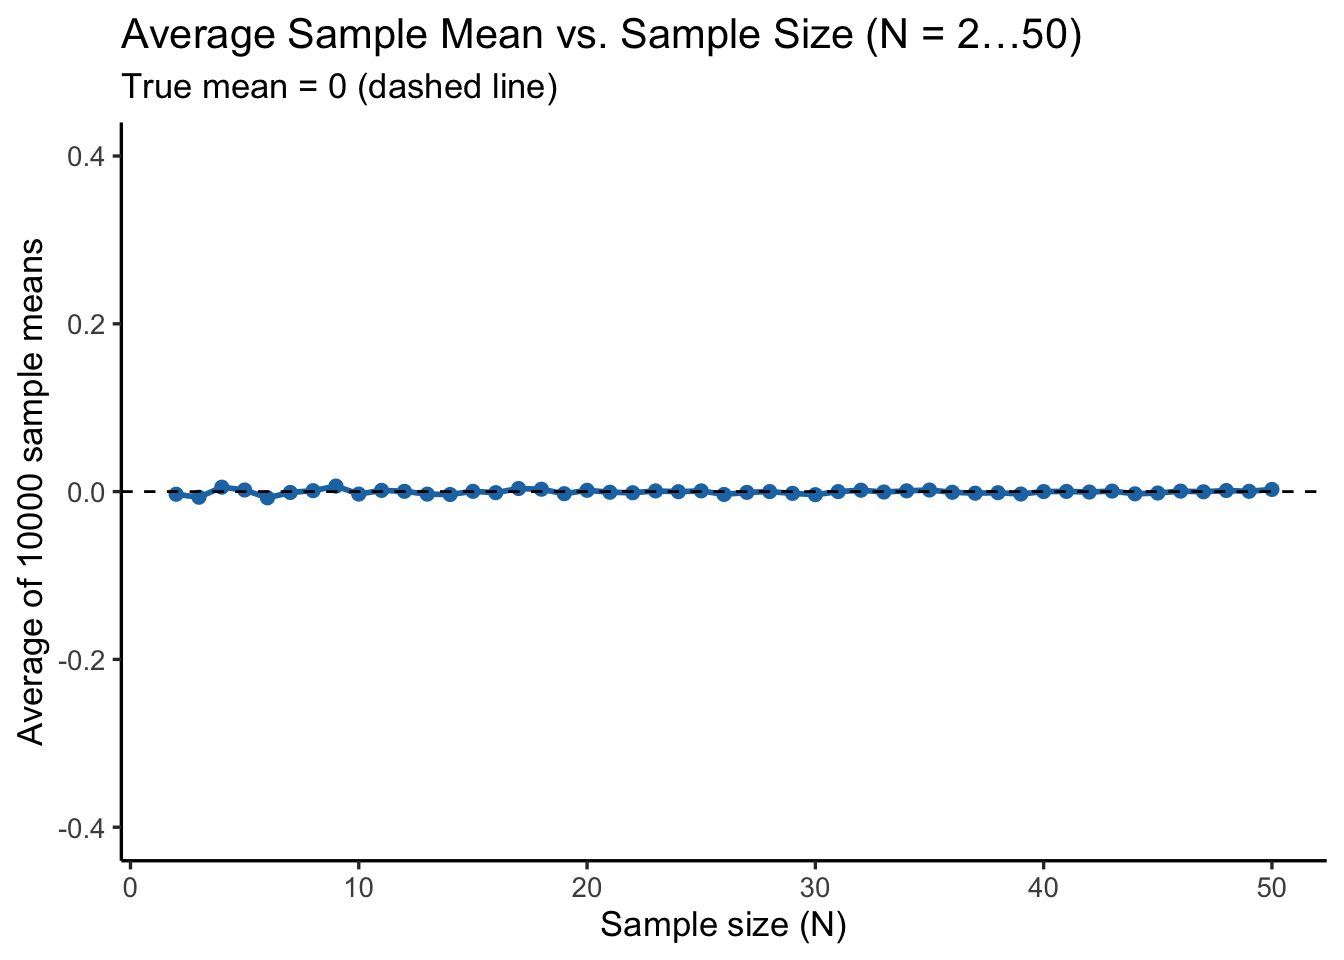 Average Sample Mean vs. Sample Size (N = 2…50)
True mean = 0 (dashed line)
Average of 10000 sample means
0.4
0.2
0.0
-0.2
-0.4
0 10 20 30 40 50
Sample size (N)